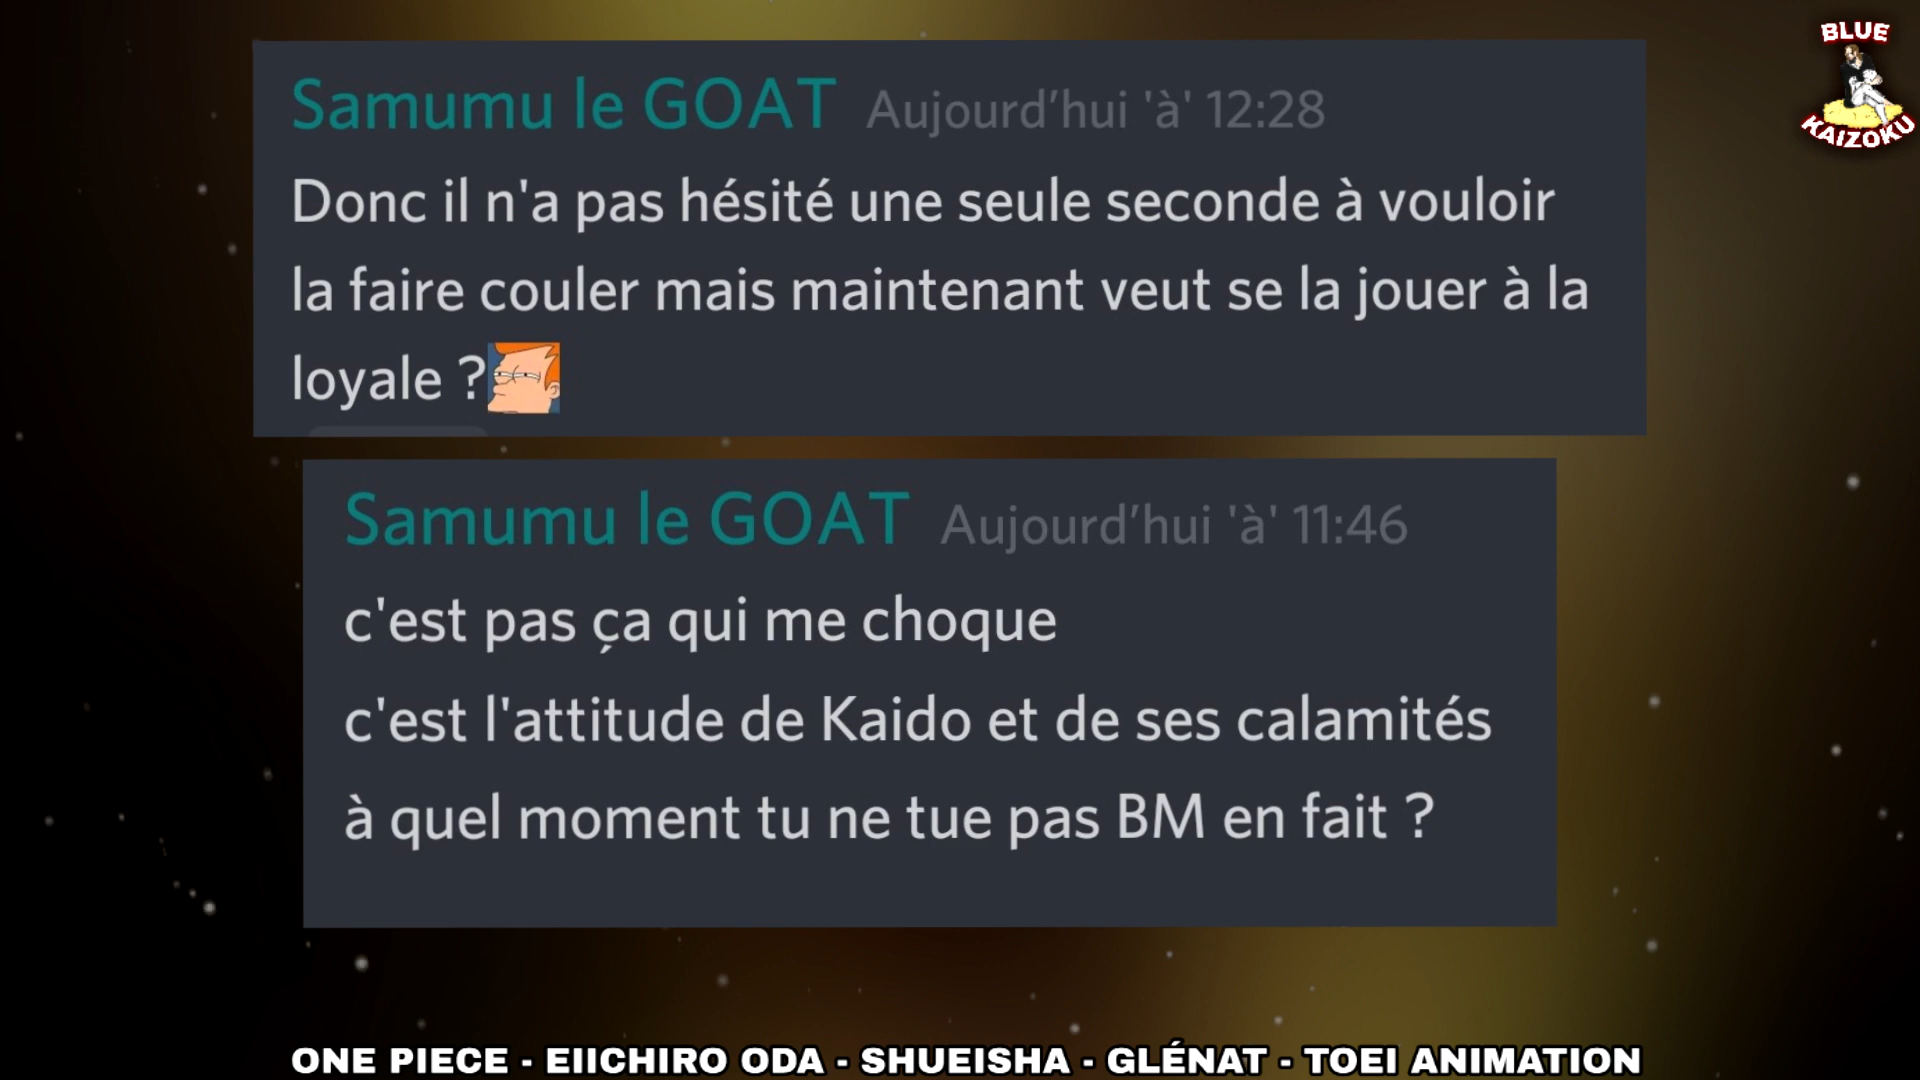 BLUE
KAIZOKU
Samumu le GOAT Aujourd’hui 'à' 12:28
Donc il n'a pas hésité une seule seconde à vouloir
la faire couler mais maintenant veut se la jouer à la
loyale ?
Samumu le GOAT Aujourd’hui 'à' 11:46
c'est pas ça qui me choque
c'est l'attitude de Kaido et de ses calamités
à quel moment tu ne tue pas BM en fait ?
ONE PIECE - EIICHIRO ODA - SHUEISHA - GLÉNAT - TOEI ANIMATION